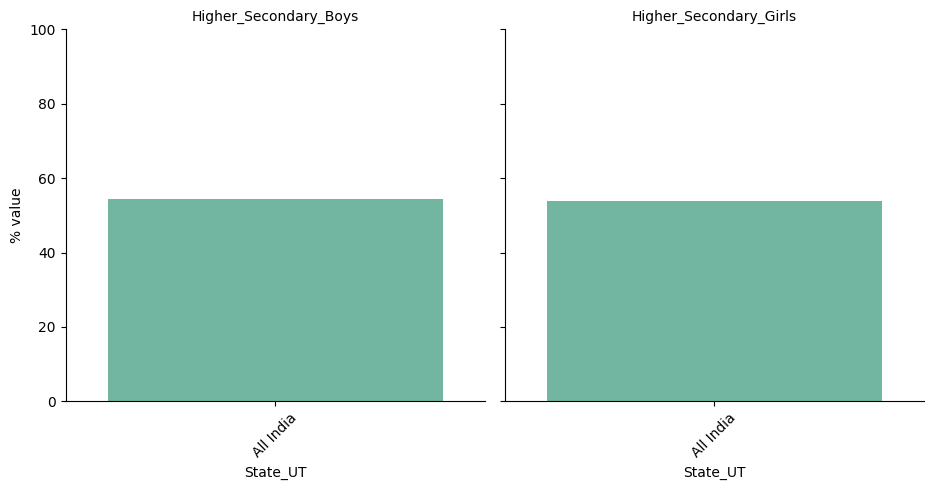 Higher_Secondary_Boys
Higher_Secondary_Girls
100
80
60
40
20
0
% value
All India
All India
State_UT
State_UT